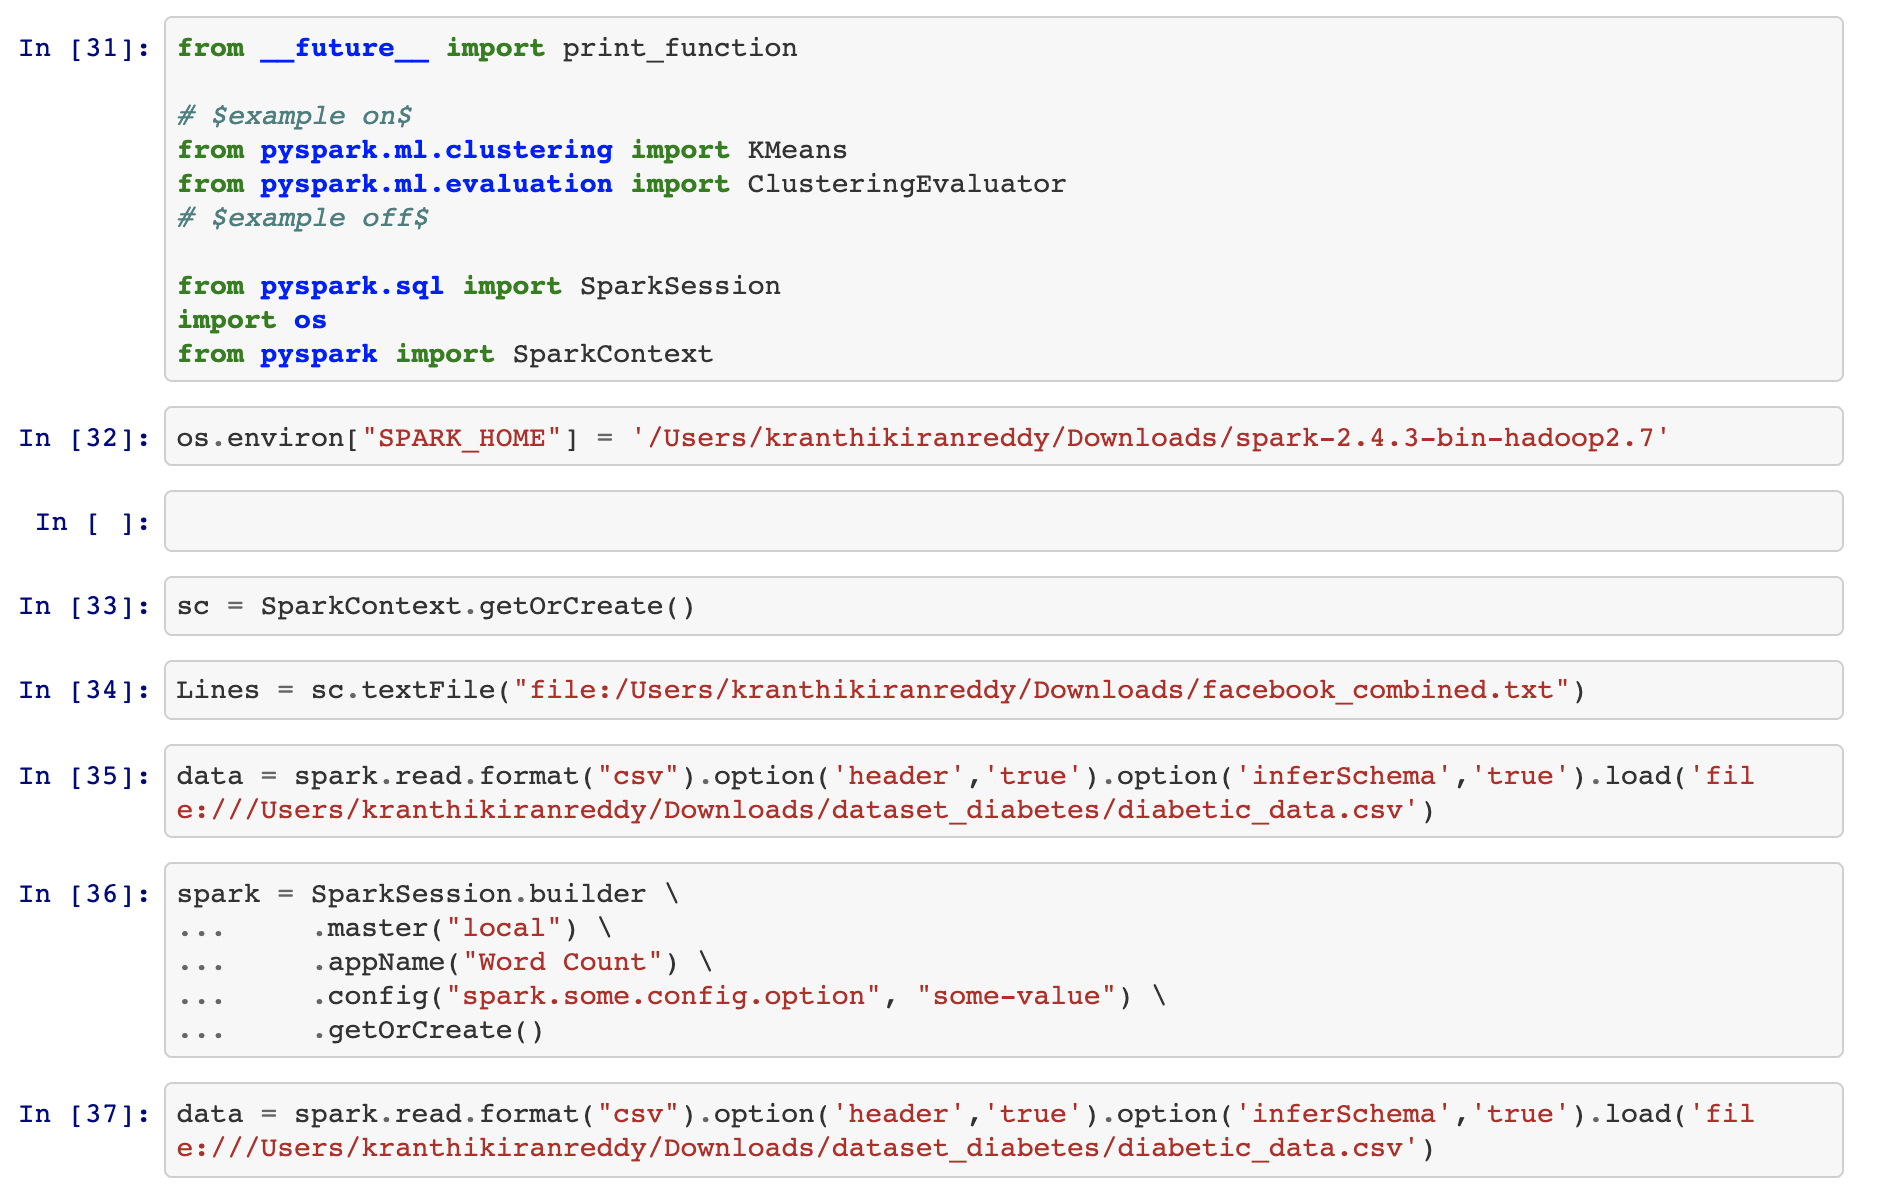 In [31]: from __future__ import print_function
# $example on$
from pyspark.ml.clustering import KMeans
from pyspark.ml.evaluation import ClusteringEvaluator
# $example off$
from pyspark.sql import SparkSession
import os
from pyspark import SparkContext
In [32]: os.environ["SPARK_HOME"] = '/Users/kranthikiranreddy/Downloads/spark-2.4.3-bin-hadoop2.7'
In [ ]:
In [33]: sc = SparkContext.getOrCreate()
In [34]: Lines = sc.textFile("file:/Users/kranthikiranreddy/Downloads/facebook_combined.txt")
In [35]: data = spark.read.format("csv").option('header','true').option('inferSchema','true').load('fil
e:///Users/kranthikiranreddy/Downloads/dataset_diabetes/diabetic_data.csv')
In [36]: spark = SparkSession.builder \
...     .master("local") \
...     .appName("Word Count") \
...     .config("spark.some.config.option", "some-value") \
...     .getOrCreate()
In [37]: data = spark.read.format("csv").option('header','true').option('inferSchema','true').load('fil
e:///Users/kranthikiranreddy/Downloads/dataset_diabetes/diabetic_data.csv')